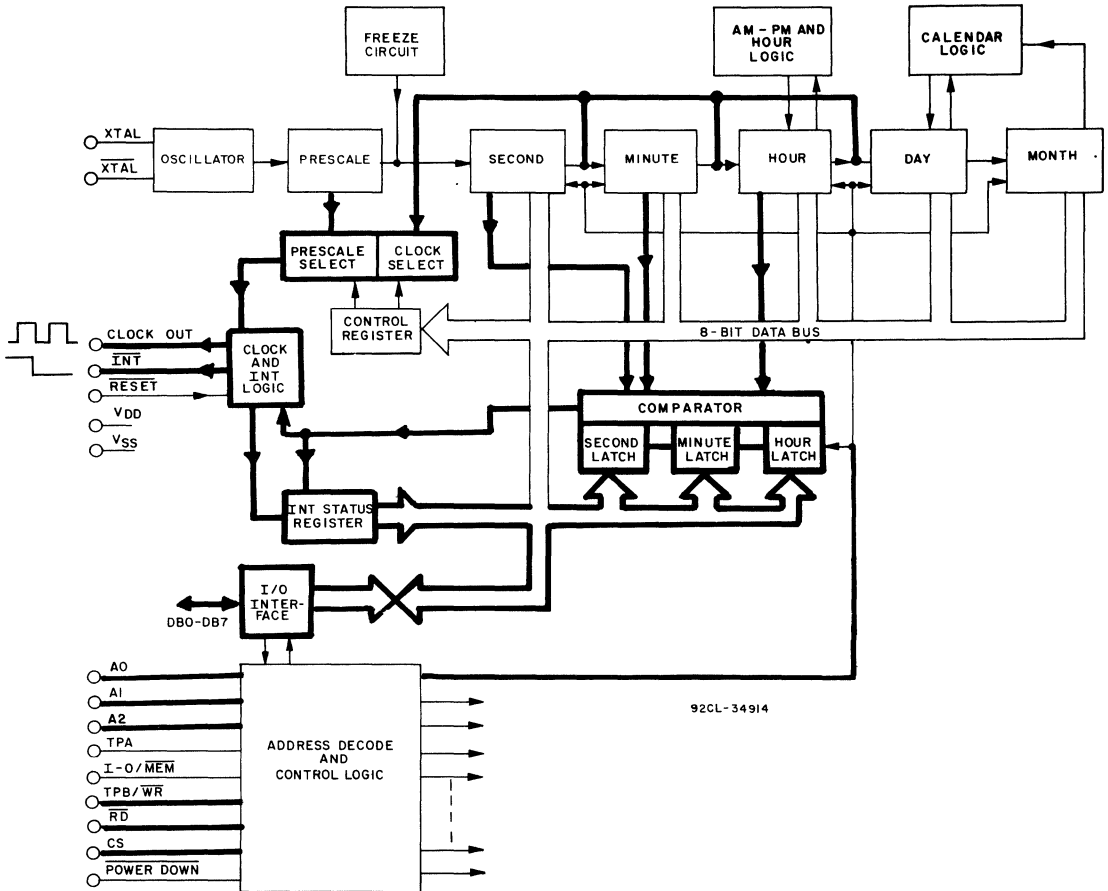 FREEZE
CIRCUIT
AM - PM AND
HOUR
LOGIC
CALENDAR
LOGIC
XTAL
XTAL
OSCILLATOR
PRESCALE
SECOND
MINUTE
HOUR
DAY
MONTH
PRESCALE
SELECT
CLOCK
SELECT
CONTROL
REGISTER
8-BIT DATA BUS
CLOCK OUT
INT
RESET
VDD
VSS
CLOCK
AND
INT
LOGIC
COMPARATOR
SECOND
LATCH
MINUTE
LATCH
HOUR
LATCH
INT STATUS
REGISTER
I/O
INTER-
FACE
DB0-DB7
A0
A1
A2
TPA
I-O/MEM
TPB/WR
RD
CS
POWER DOWN
ADDRESS DECODE
AND
CONTROL LOGIC
92CL-34914